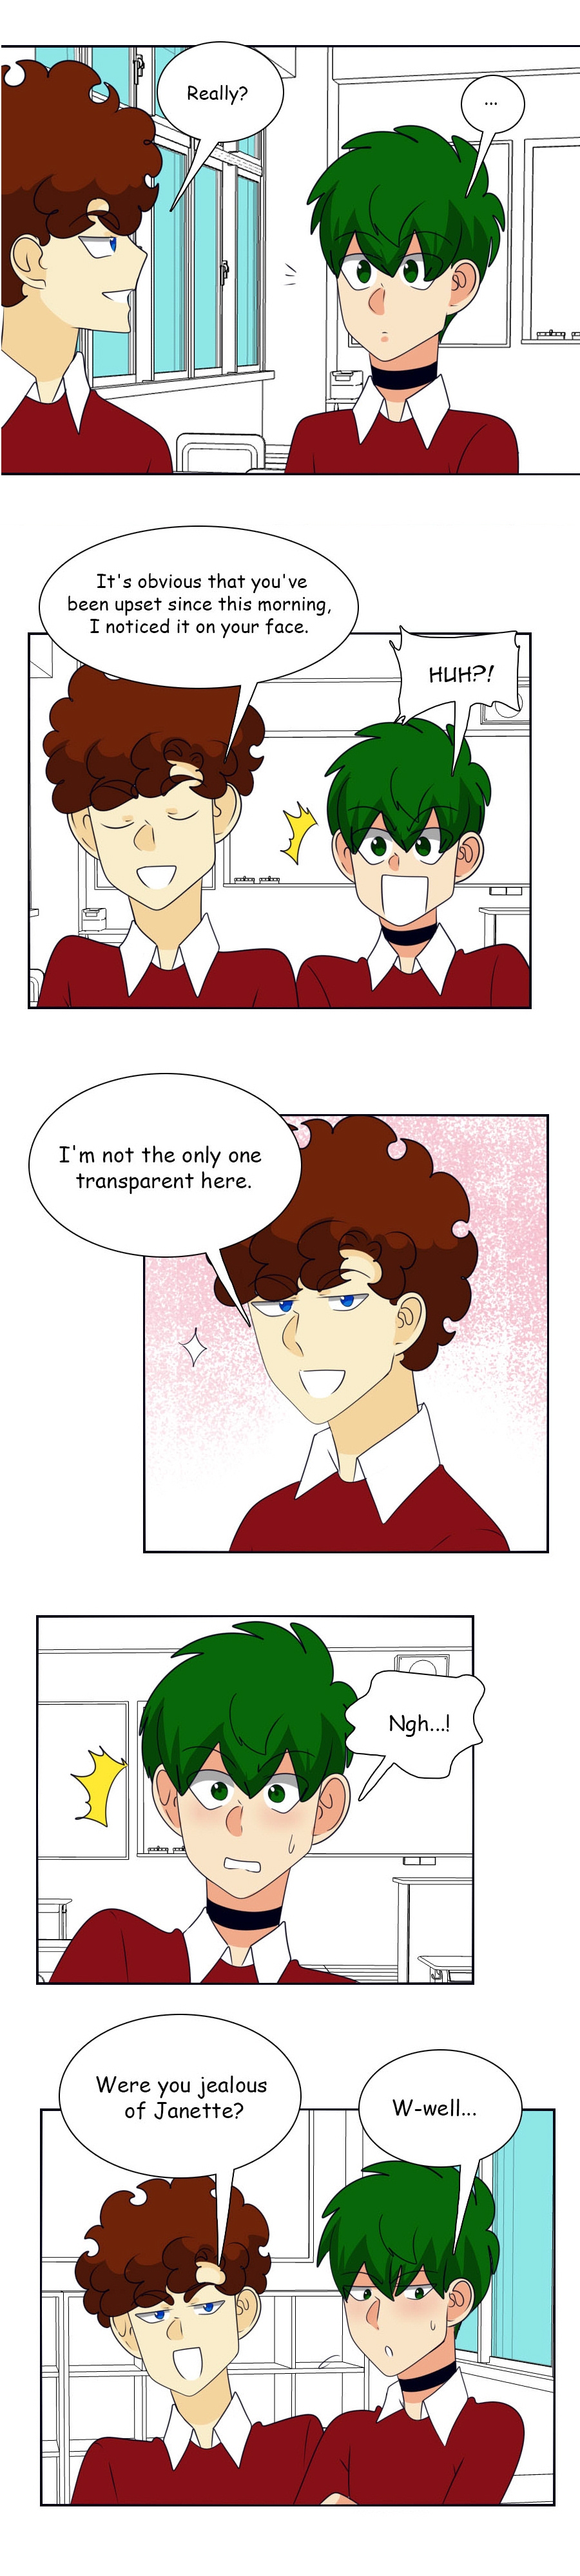 Really?
...
It's obvious that you've
been upset since this morning,
I noticed it on your face.
HUH?!
I'm not the only one
transparent here.
Ngh...!
Were you jealous
of Janette?
W-well...